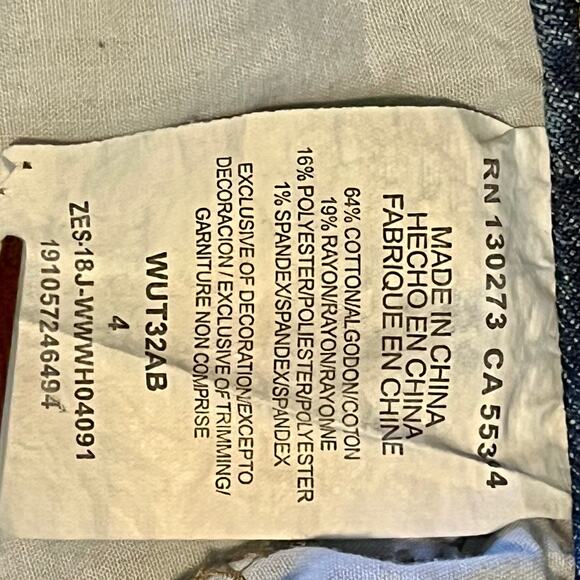 RN 130273 CA 55314
MADE IN CHINA
HECHO EN CHINA
FABRIQUE EN CHINE
64% COTTON/ALGODON/COTON
19% RAYON/RAYON/RAYONNE
16% POLYESTER/POLIESTER/POLYESTER
1% SPANDEX/SPANDEX/SPANDEX
EXCLUSIVE OF DECORATION/EXCEPTO
DECORACION / EXCLUSIVE OF TRIMMING/
GARNITURE NON COMPRISE
WUT32AB
4
ZES-18J-WWWH04091
191057246494